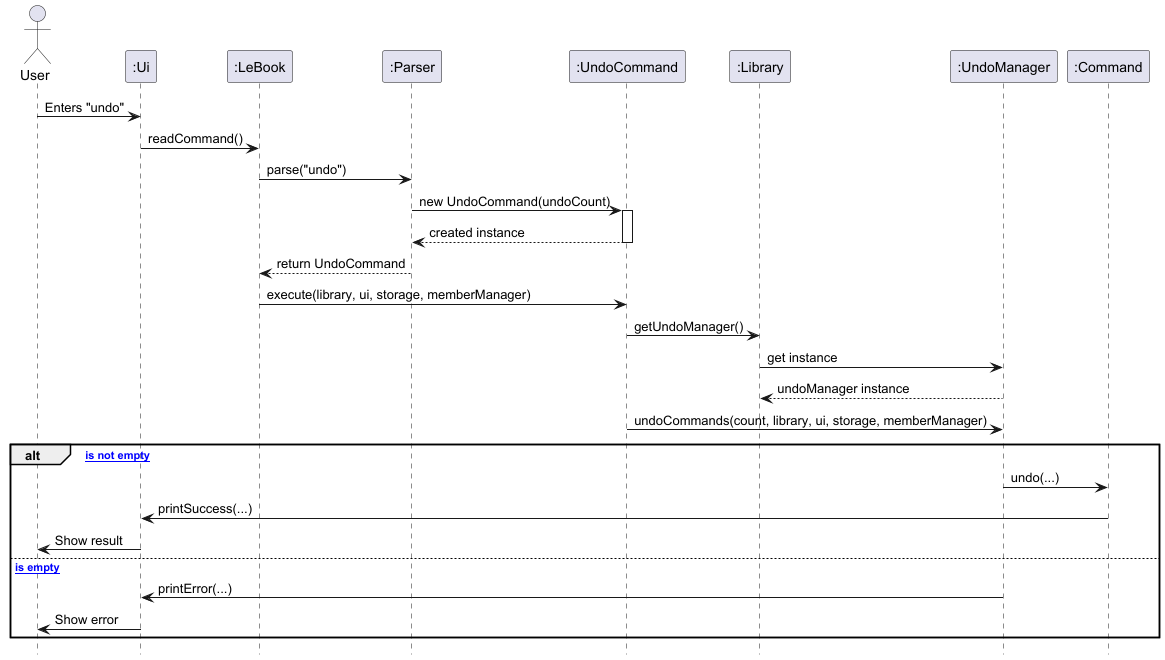 User
:Ui
:LeBook
:Parser
:UndoCommand
:Library
:UndoManager
:Command
Enters "undo"
readCommand()
parse("undo")
new UndoCommand(undoCount)
created instance
return UndoCommand
execute(library, ui, storage, memberManager)
getUndoManager()
get instance
undoManager instance
undoCommands(count, library, ui, storage, memberManager)
alt
is not empty
undo(...)
printSuccess(...)
Show result
is empty
printError(...)
Show error